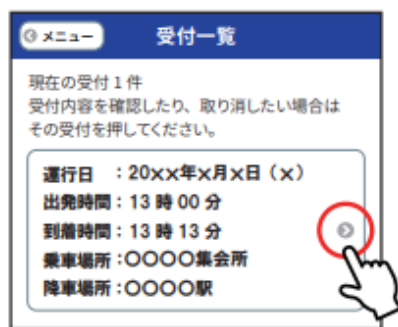 メニュー
受付一覧
現在の受付1件
受付内容を確認したり、取り消したい場合は
その受付を押してください。
運行日 :20××年×月×日(×)
出発時間:13 時 00 分
到着時間:13 時 13 分
乗車場所:〇〇〇〇集会所
降車場所:〇〇〇〇駅